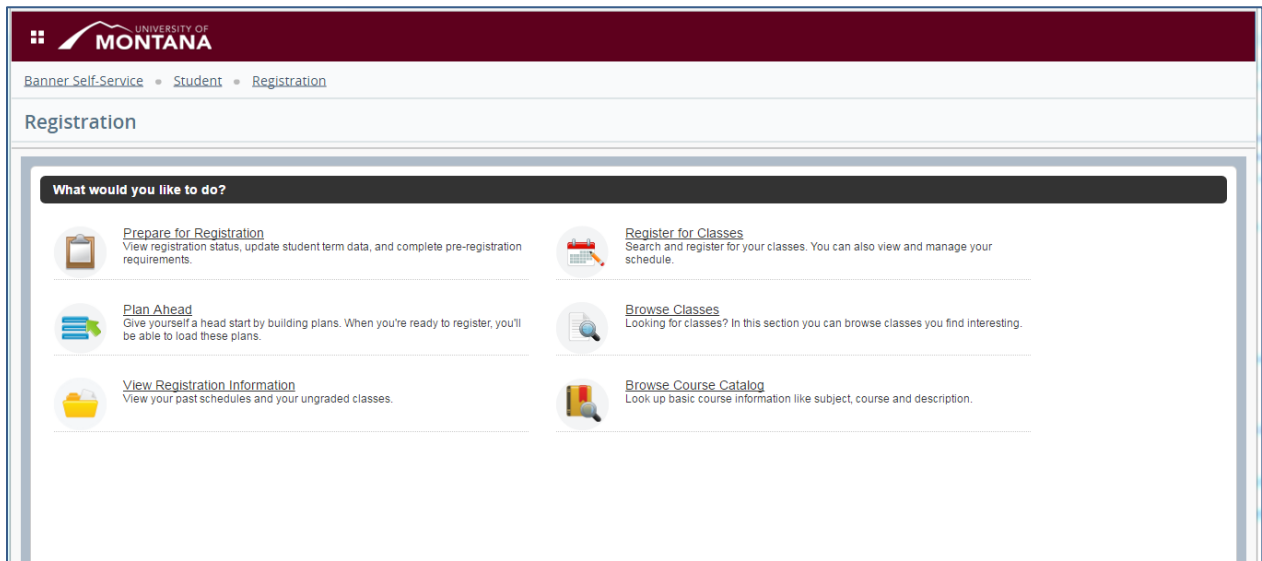 UNIVERSITY OF
MONTANA
Banner Self-Service • Student • Registration
Registration
What would you like to do?
Prepare for Registration
View registration status, update student term data, and complete pre-registration
requirements.
Register for Classes
Search and register for your classes. You can also view and manage your
schedule.
Plan Ahead
Give yourself a head start by building plans. When you're ready to register, you'll
be able to load these plans.
Browse Classes
Looking for classes? In this section you can browse classes you find interesting.
View Registration Information
View your past schedules and your ungraded classes.
Browse Course Catalog
Look up basic course information like subject, course and description.